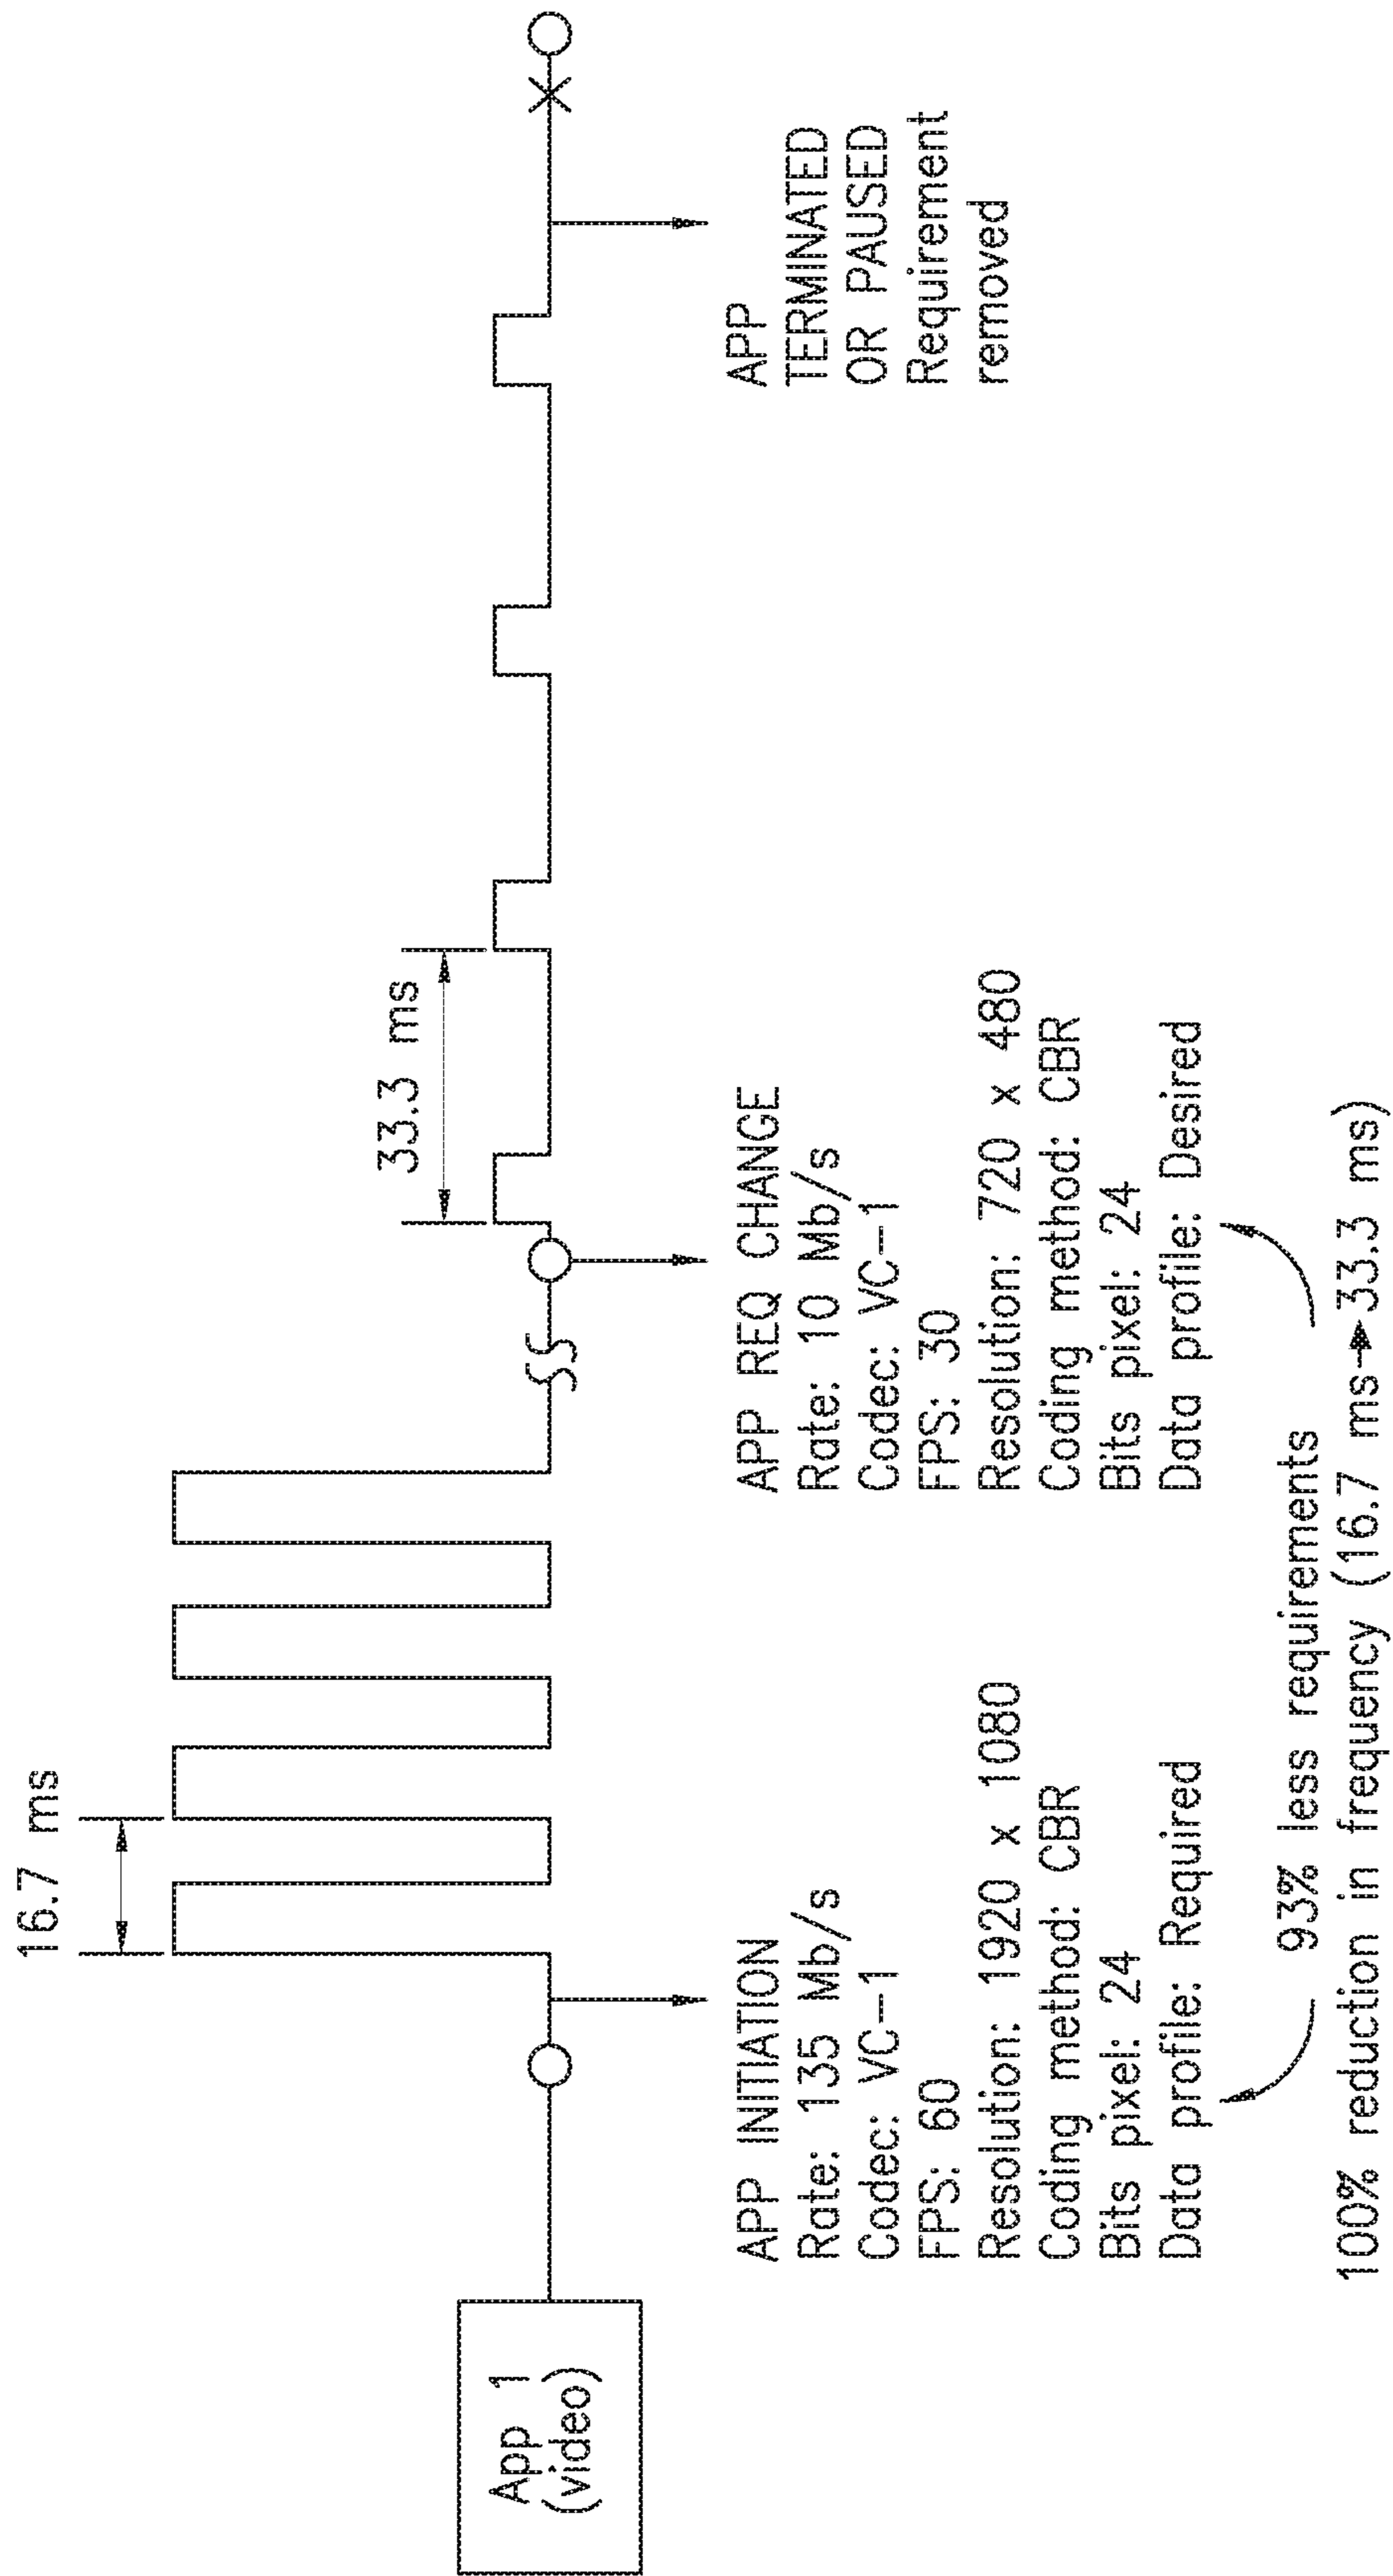 App 1
(video)
16.7 ms
33.3 ms
APP INITIATION
Rate: 135 Mb/s
Codec: VC-1
FPS: 60
Resolution: 1920 x 1080
Coding method: CBR
Bits pixel: 24
Data profile: Required
APP REQ CHANGE
Rate: 10 Mb/s
Codec: VC-1
FPS: 30
Resolution: 720 x 480
Coding method: CBR
Bits pixel: 24
Data profile: Desired
APP
TERMINATED
OR PAUSED
Requirement
removed
93% less requirements
100% reduction in frequency (16.7 ms→33.3 ms)